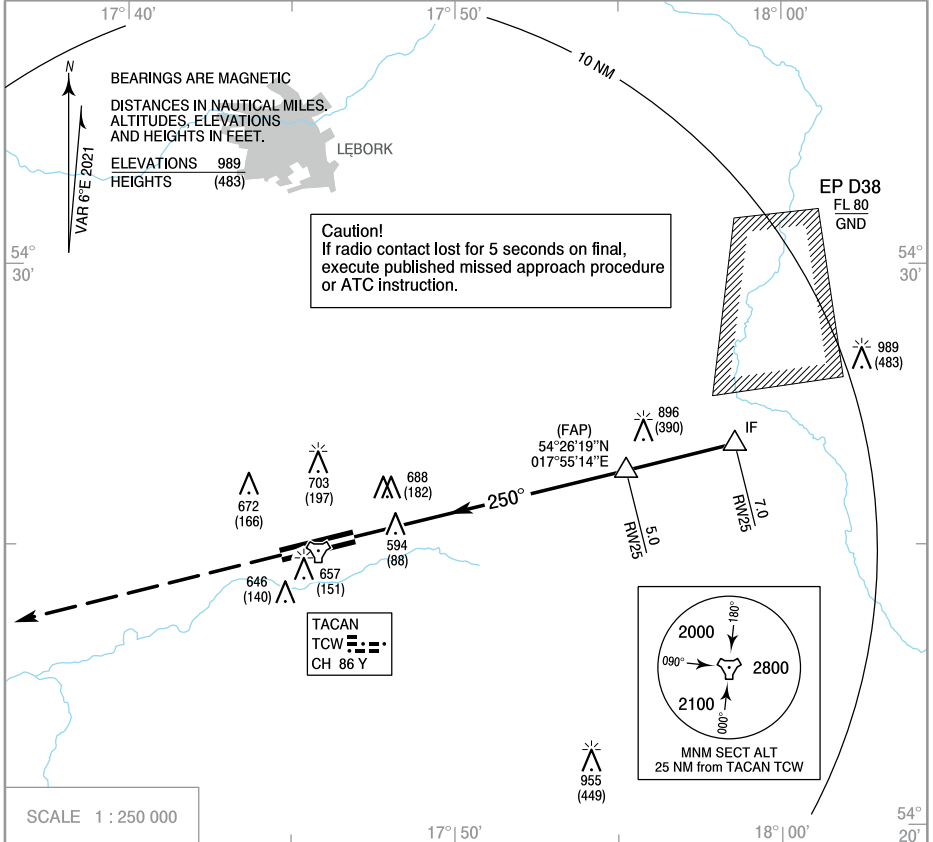 17° 40'
17° 50'
18° 00'
N
VAR 6°E 2021
BEARINGS ARE MAGNETIC
DISTANCES IN NAUTICAL MILES.
ALTITUDES, ELEVATIONS
AND HEIGHTS IN FEET.
ELEVATIONS 989
HEIGHTS (483)
LĘBORK
10 NM
EP D38
FL 80
GND
54°
30'
54°
30'
Caution!
If radio contact lost for 5 seconds on final,
execute published missed approach procedure
or ATC instruction.
989
(483)
896
(390)
(FAP)
54°26'19"N
017°55'14"E
IF
703
(197)
688
(182)
672
(166)
250°
5.0
RW25
7.0
RW25
594
(88)
657
(151)
646
(140)
TACAN
TCW
CH 86 Y
180°
2000
090°
2800
2100
000°
MNM SECT ALT
25 NM from TACAN TCW
955
(449)
SCALE 1 : 250 000
17° 50'
18° 00'
54°
20'